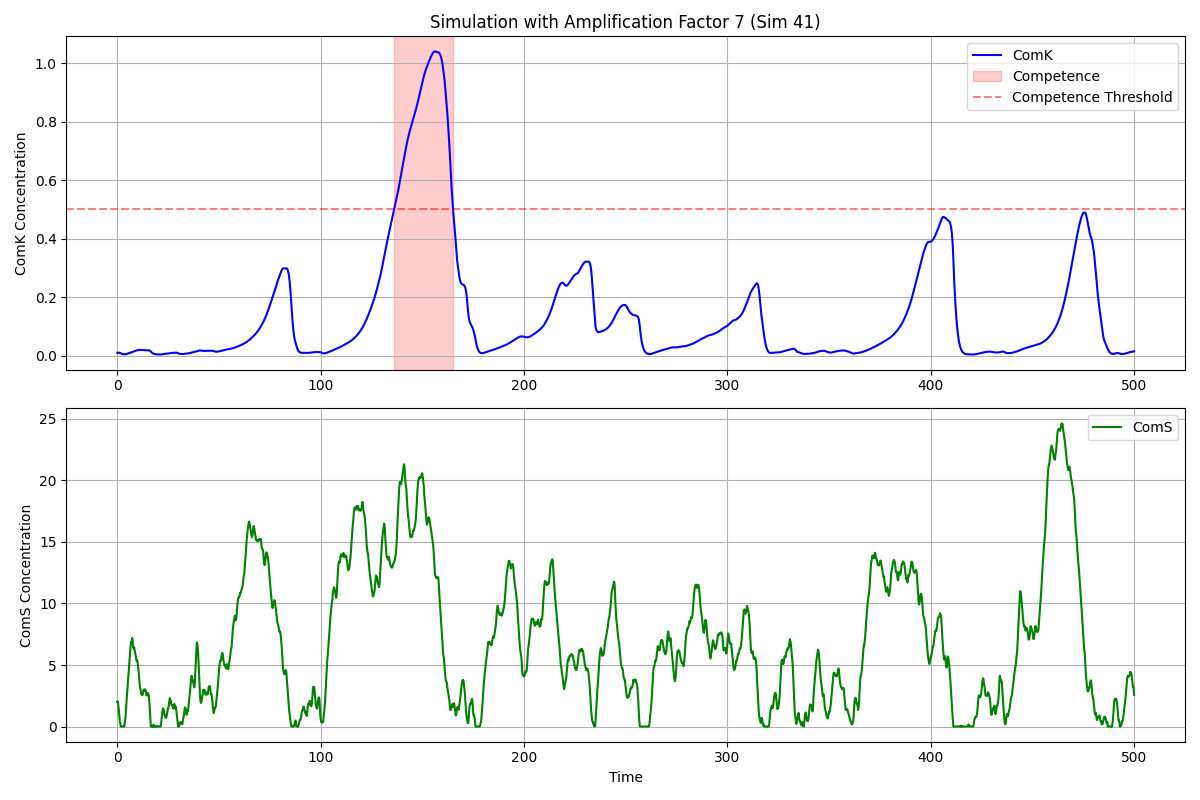 Simulation with Amplification Factor 7 (Sim 41)
ComK Concentration
1.0
0.8
0.6
0.4
0.2
0.0
ComK
Competence
Competence Threshold
0 100 200 300 400 500
ComS Concentration
25
20
15
10
5
0
ComS
0 100 200 300 400 500
Time